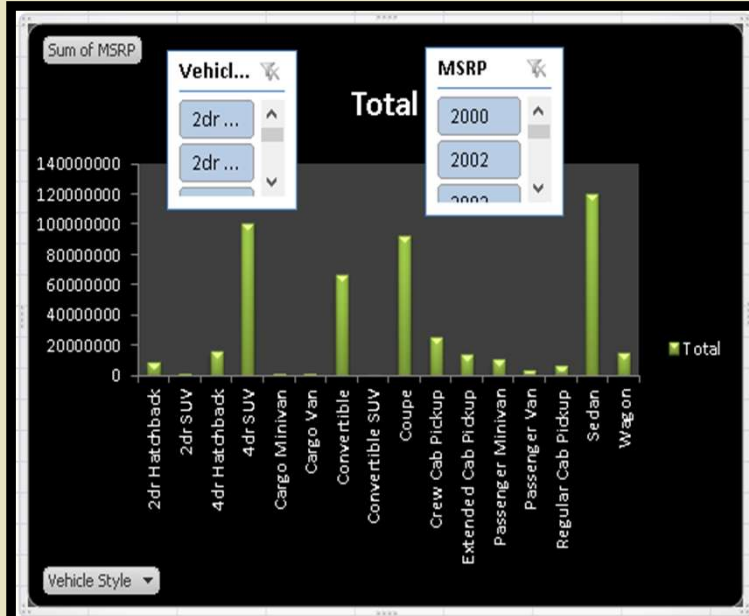 Sum of MSRP
Vehicl...
2dr ...
2dr ...
MSRP
2000
2002
Total
140000000
120000000
100000000
80000000
60000000
40000000
20000000
0
2dr Hatchback
2dr SUV
4dr Hatchback
4dr SUV
Cargo Minivan
Cargo Van
Convertible
Convertible SUV
Coupe
Crew Cab Pickup
Extended Cab Pickup
Passenger Minivan
Passenger Van
Regular Cab Pickup
Sedan
Wagon
Total
Vehicle Style